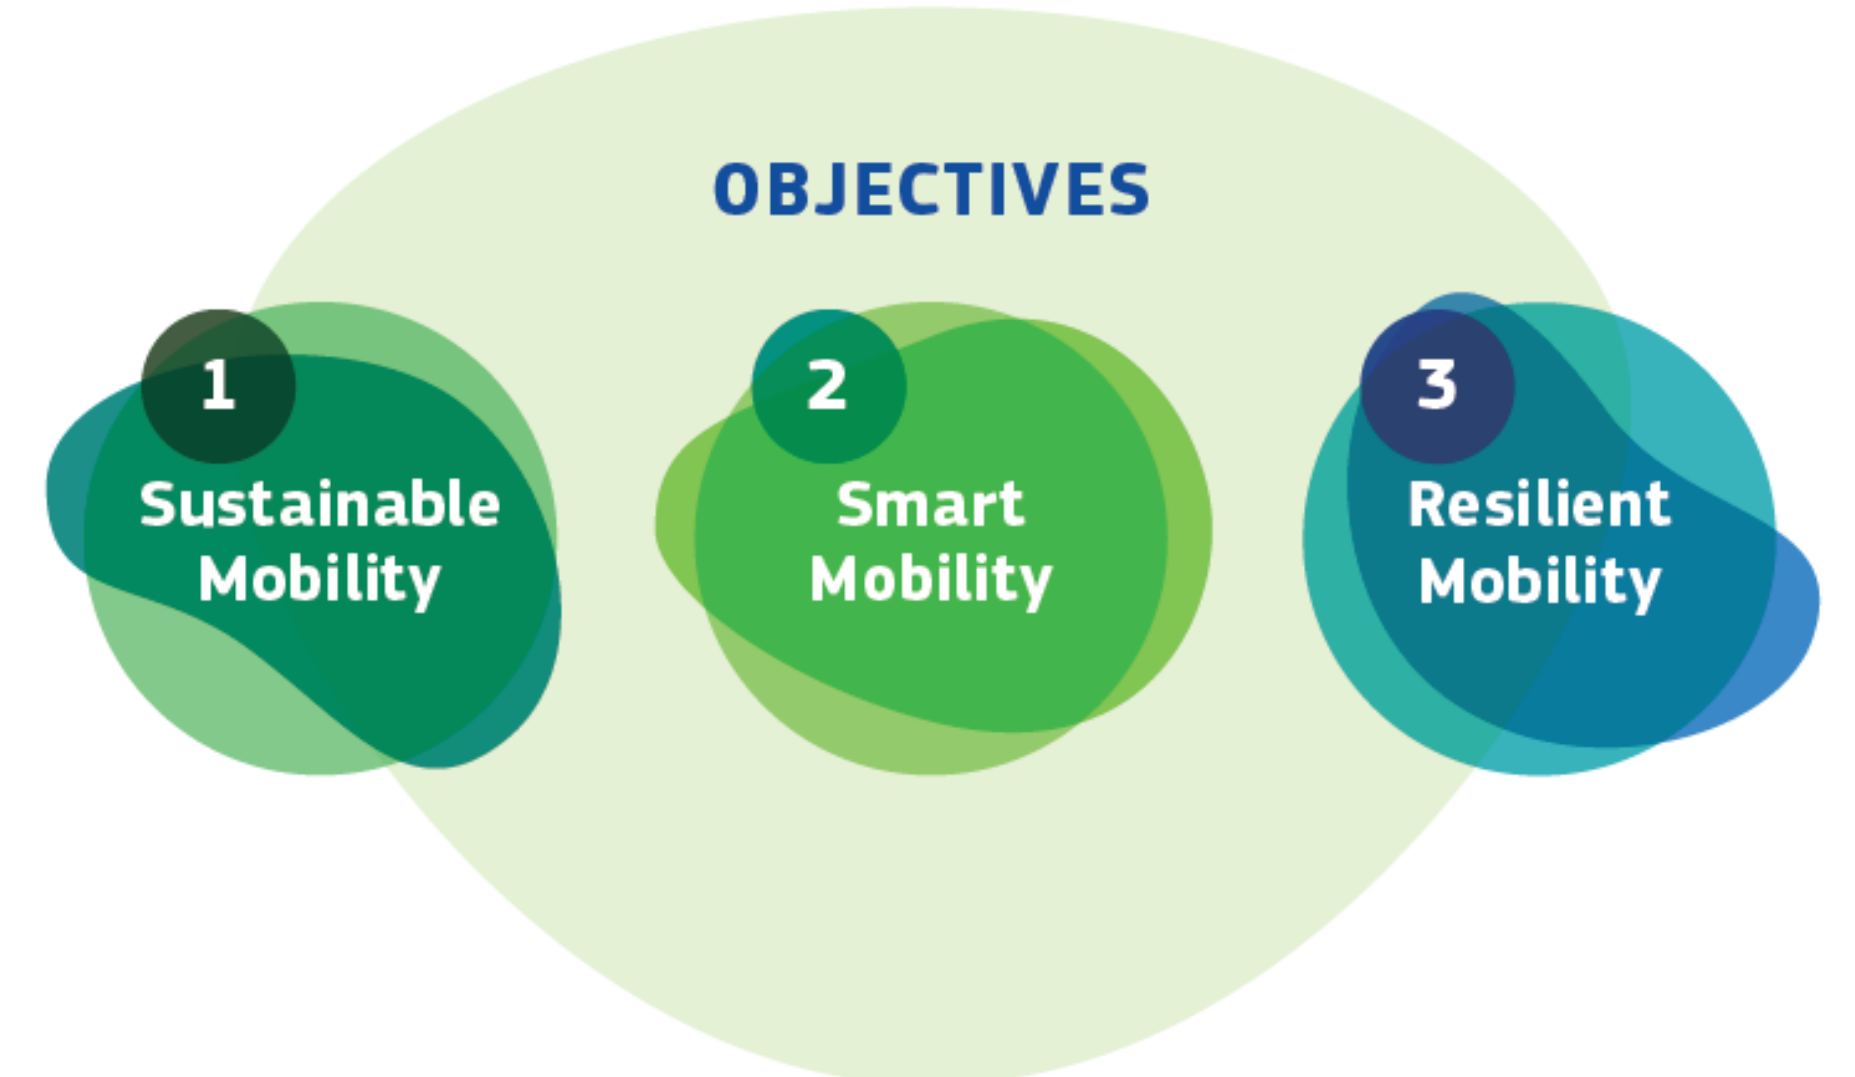 OBJECTIVES
1
Sustainable
Mobility
2
Smart
Mobility
3
Resilient
Mobility